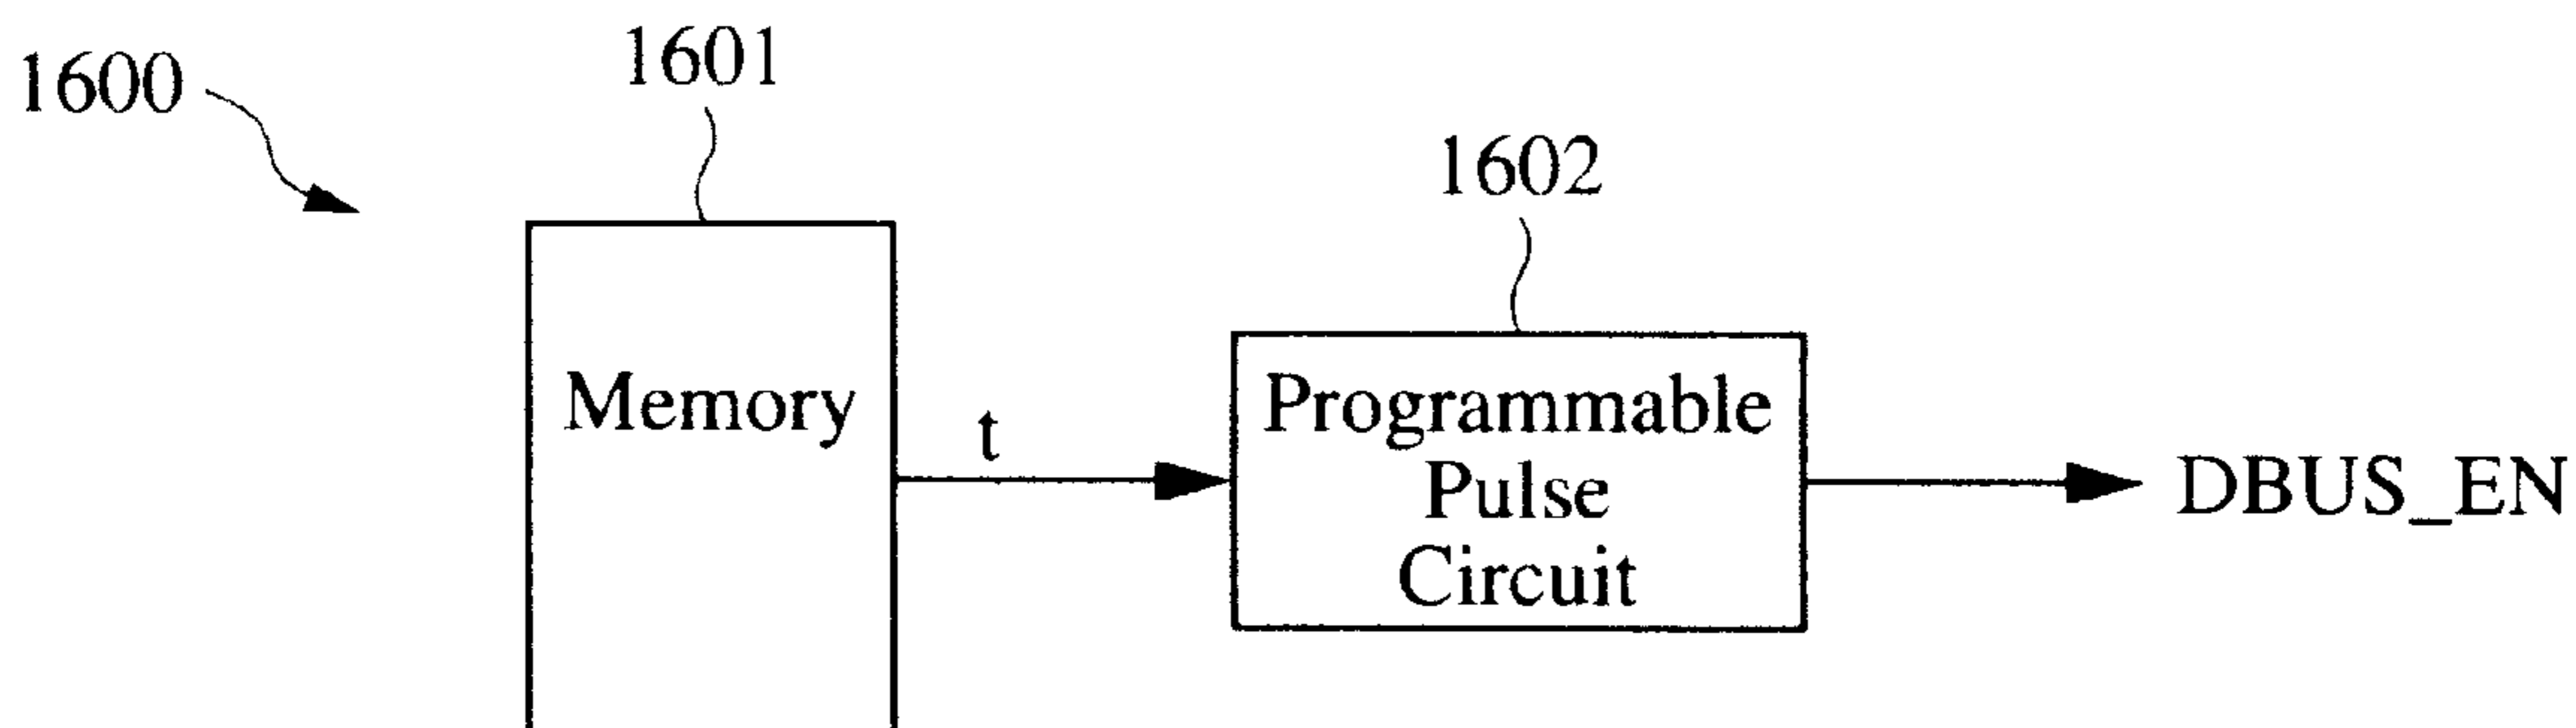 1600
1601
1602
Memory
t
Programmable
Pulse
Circuit
DBUS_EN